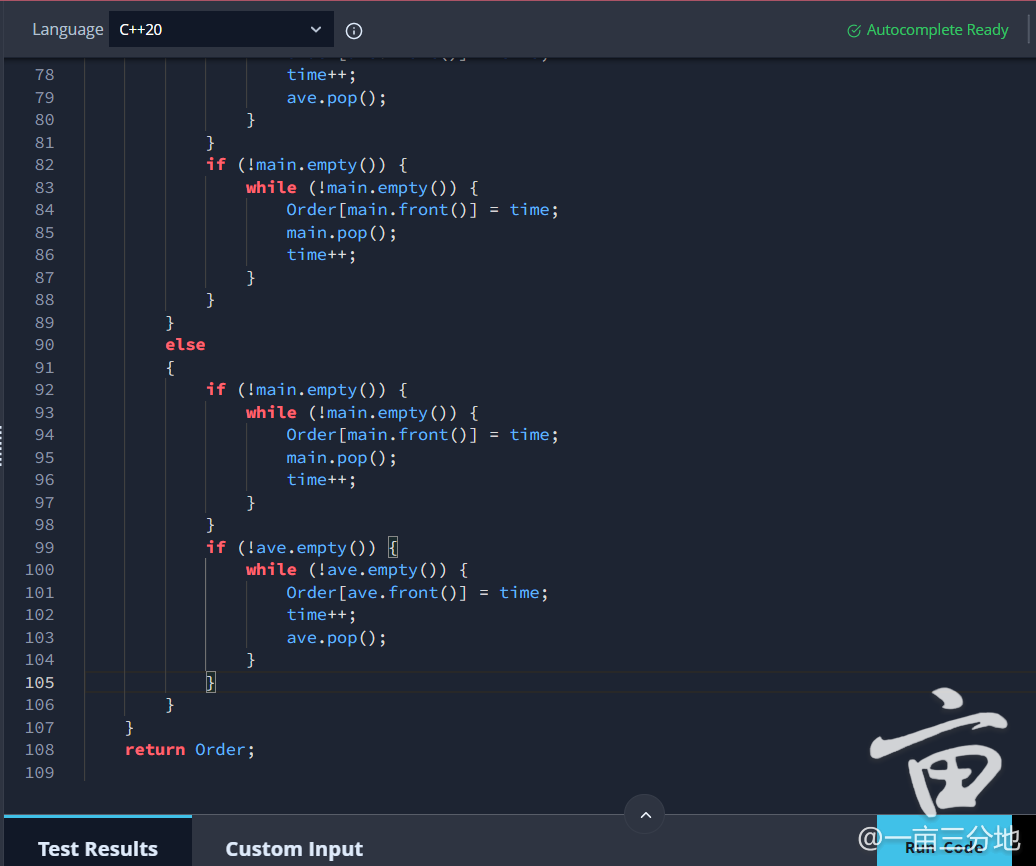 Language C++20 Autocomplete Ready
78 time++;
79 ave.pop();
80 }
81 }
82 if (!main.empty()) {
83 while (!main.empty()) {
84 Order[main.front()] = time;
85 main.pop();
86 time++;
87 }
88 }
89 }
90 else
91 {
92 if (!main.empty()) {
93 while (!main.empty()) {
94 Order[main.front()] = time;
95 main.pop();
96 time++;
97 }
98 }
99 if (!ave.empty()) {
100 while (!ave.empty()) {
101 Order[ave.front()] = time;
102 time++;
103 ave.pop();
104 }
105 }
106 }
107 }
108 return Order;
109
亩
Test Results Custom Input Run Code
@一亩三分地